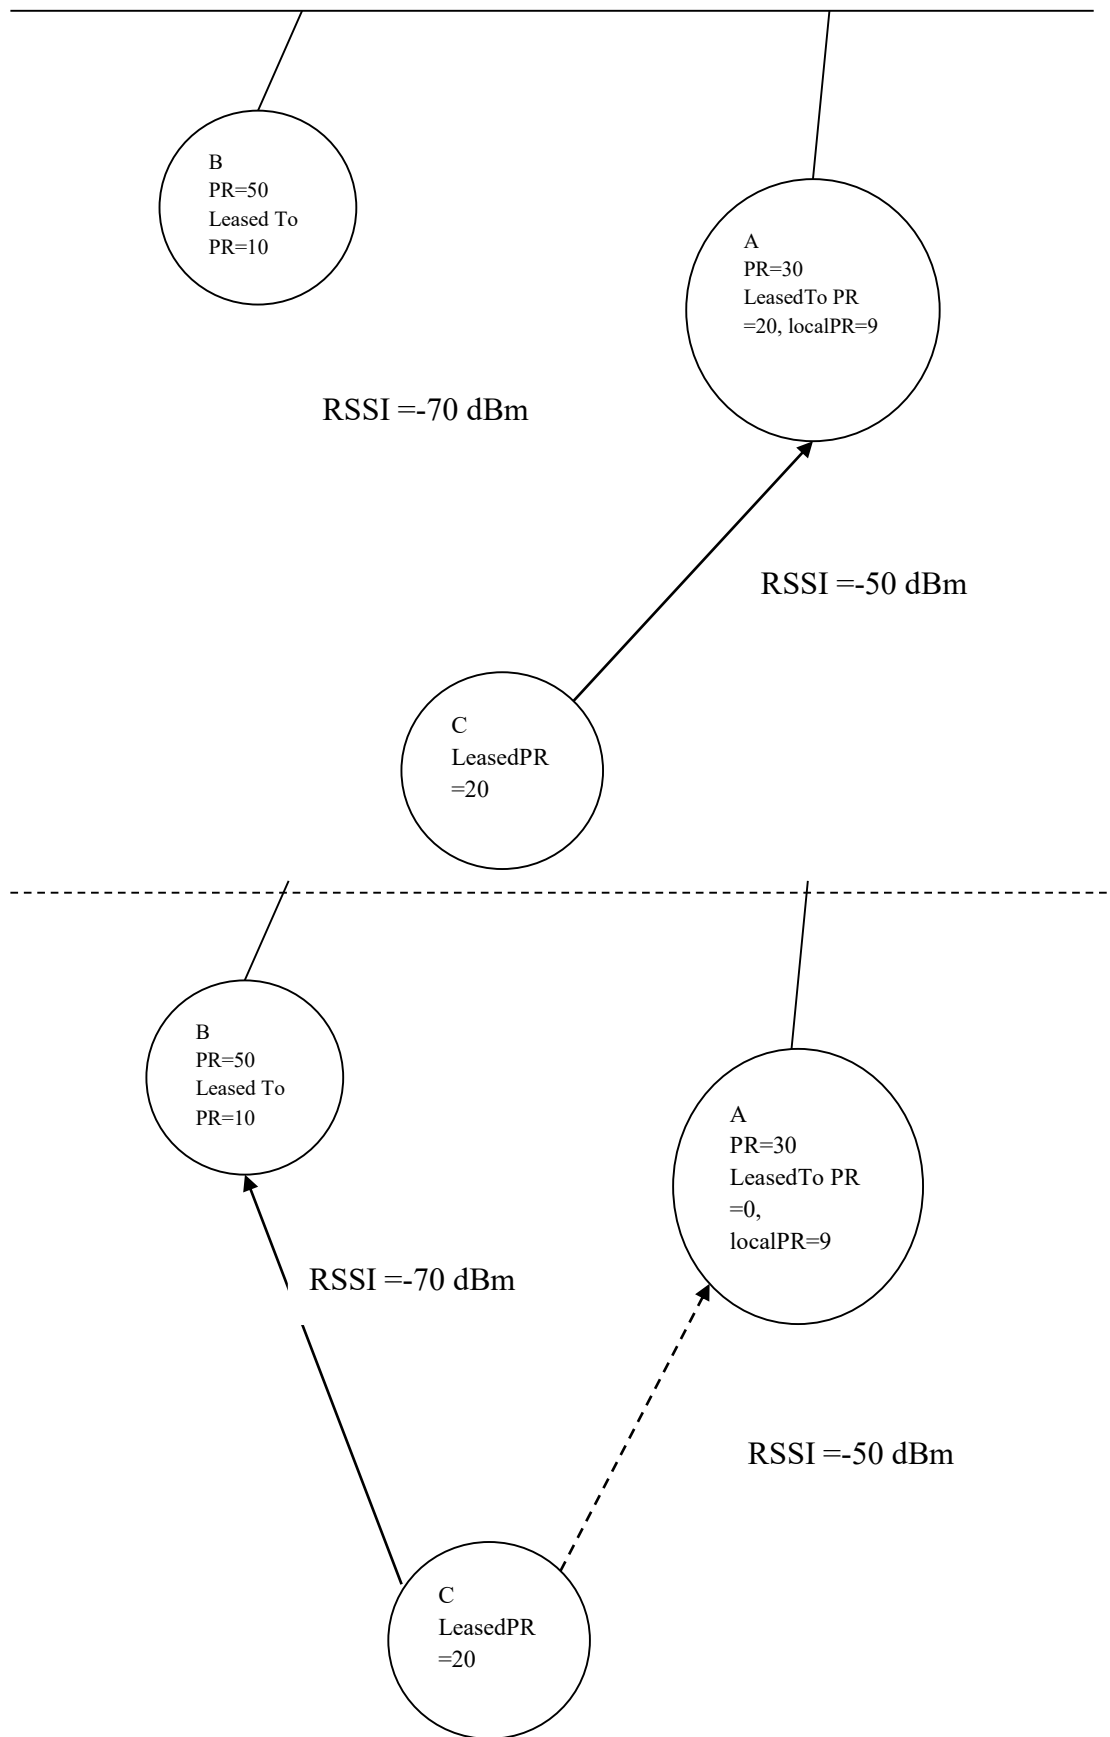 B
PR=50
Leased To
PR=10
A
PR=30
LeasedTo PR
=20, localPR=9
RSSI =-70 dBm
RSSI =-50 dBm
C
LeasedPR
=20
B
PR=50
Leased To
PR=10
A
PR=30
LeasedTo PR
=0,
localPR=9
RSSI =-70 dBm
RSSI =-50 dBm
C
LeasedPR
=20